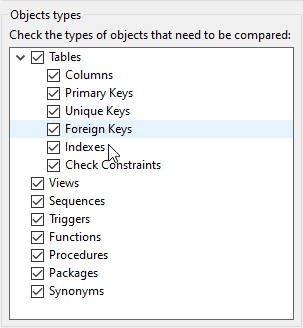 Objects types
Check the types of objects that need to be compared:
Tables
Columns
Primary Keys
Unique Keys
Foreign Keys
Indexes
Check Constraints
Views
Sequences
Triggers
Functions
Procedures
Packages
Synonyms